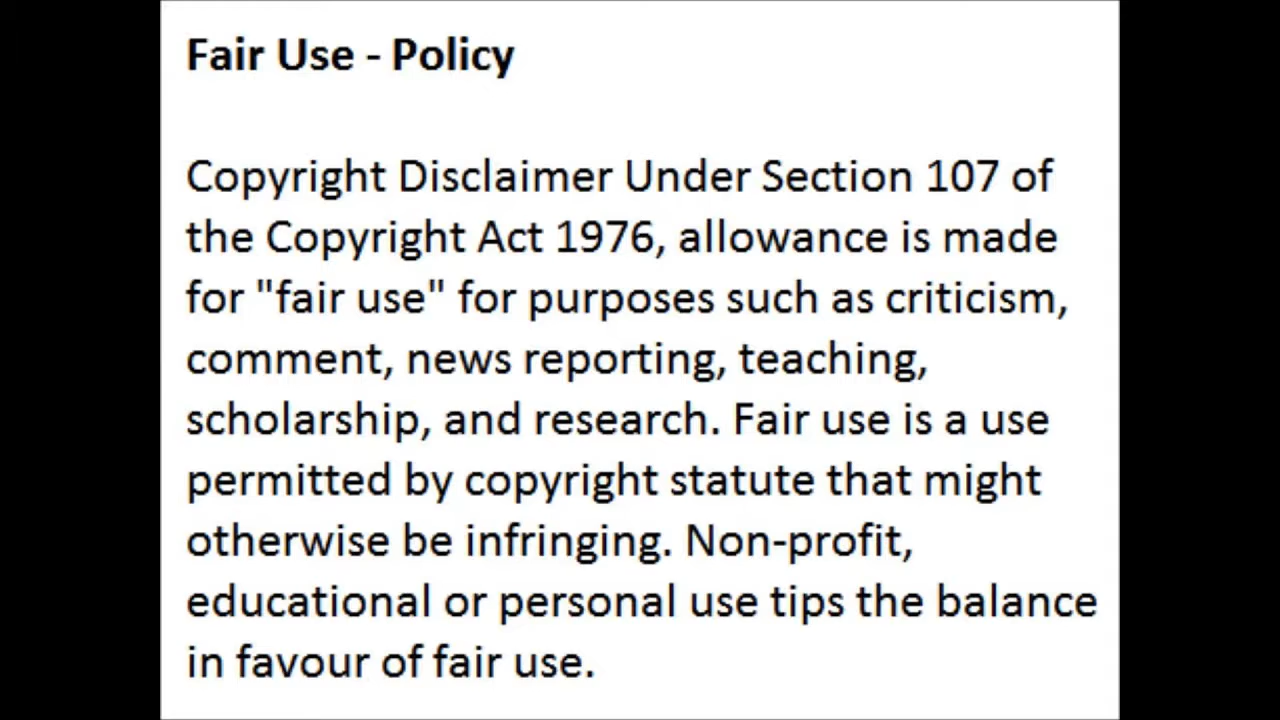 Fair Use - Policy
Copyright Disclaimer Under Section 107 of
the Copyright Act 1976, allowance is made
for "fair use" for purposes such as criticism,
comment, news reporting, teaching,
scholarship, and research. Fair use is a use
permitted by copyright statute that might
otherwise be infringing. Non-profit,
educational or personal use tips the balance
in favour of fair use.